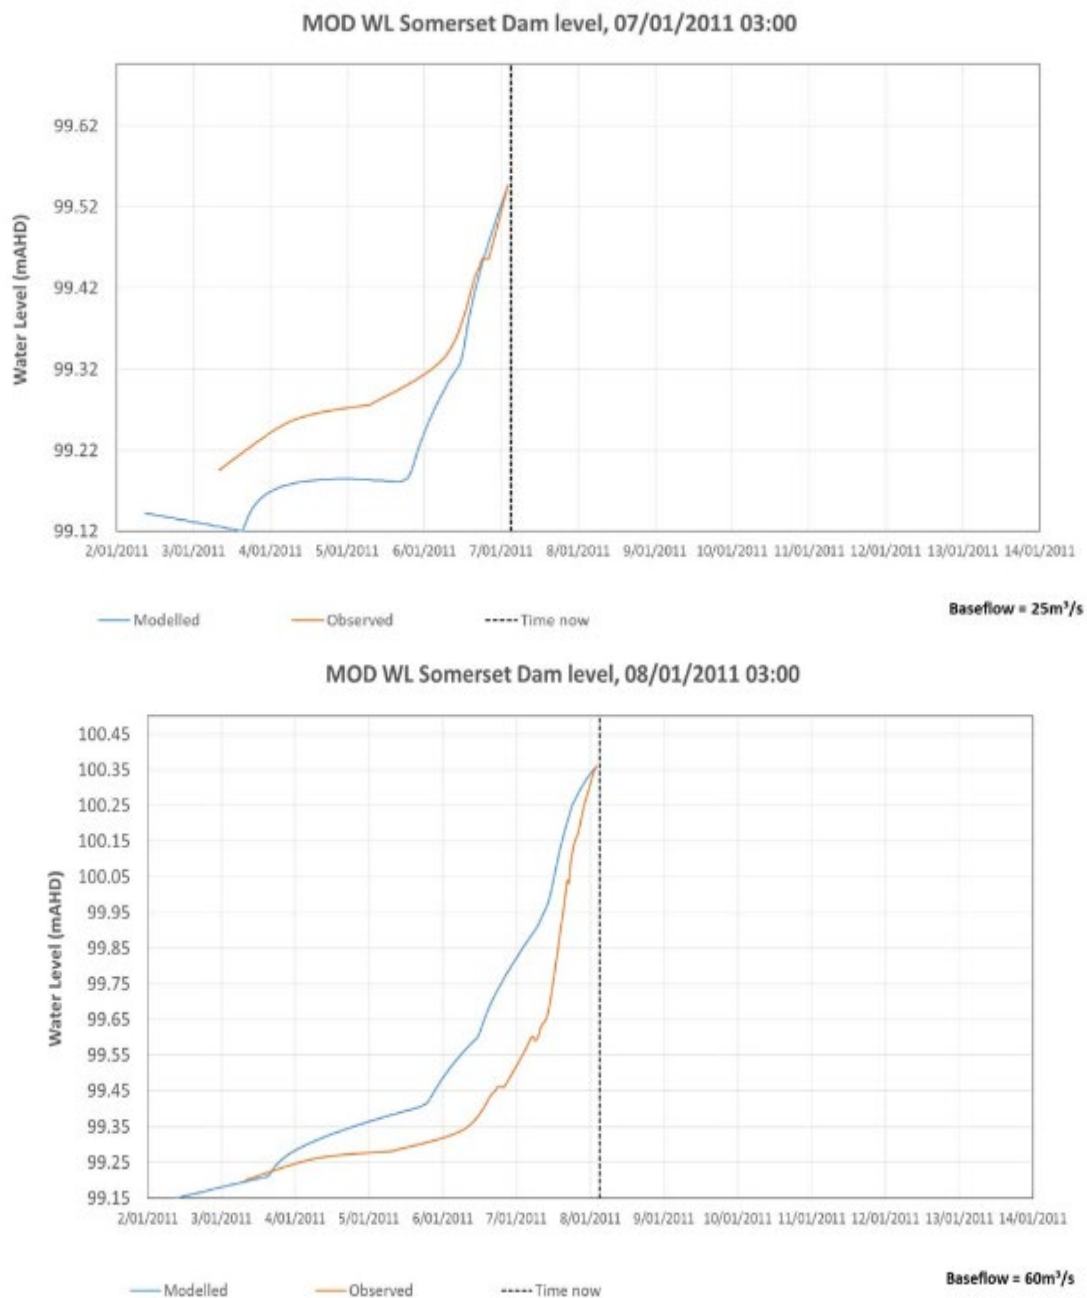 MOD WL Somerset Dam level, 07/01/2011 03:00
Water Level (mAHD)
99.62
99.52
99.42
99.32
99.22
99.12
2/01/2011 3/01/2011 4/01/2011 5/01/2011 6/01/2011 7/01/2011 8/01/2011 9/01/2011 10/01/2011 11/01/2011 12/01/2011 13/01/2011 14/01/2011
Modelled Observed Time now
Baseflow = 25m³/s
MOD WL Somerset Dam level, 08/01/2011 03:00
Water Level (mAHD)
100.45
100.35
100.25
100.15
100.05
99.95
99.85
99.75
99.65
99.55
99.45
99.35
99.25
99.15
2/01/2011 3/01/2011 4/01/2011 5/01/2011 6/01/2011 7/01/2011 8/01/2011 9/01/2011 10/01/2011 11/01/2011 12/01/2011 13/01/2011 14/01/2011
Modelled Observed Time now
Baseflow = 60m³/s